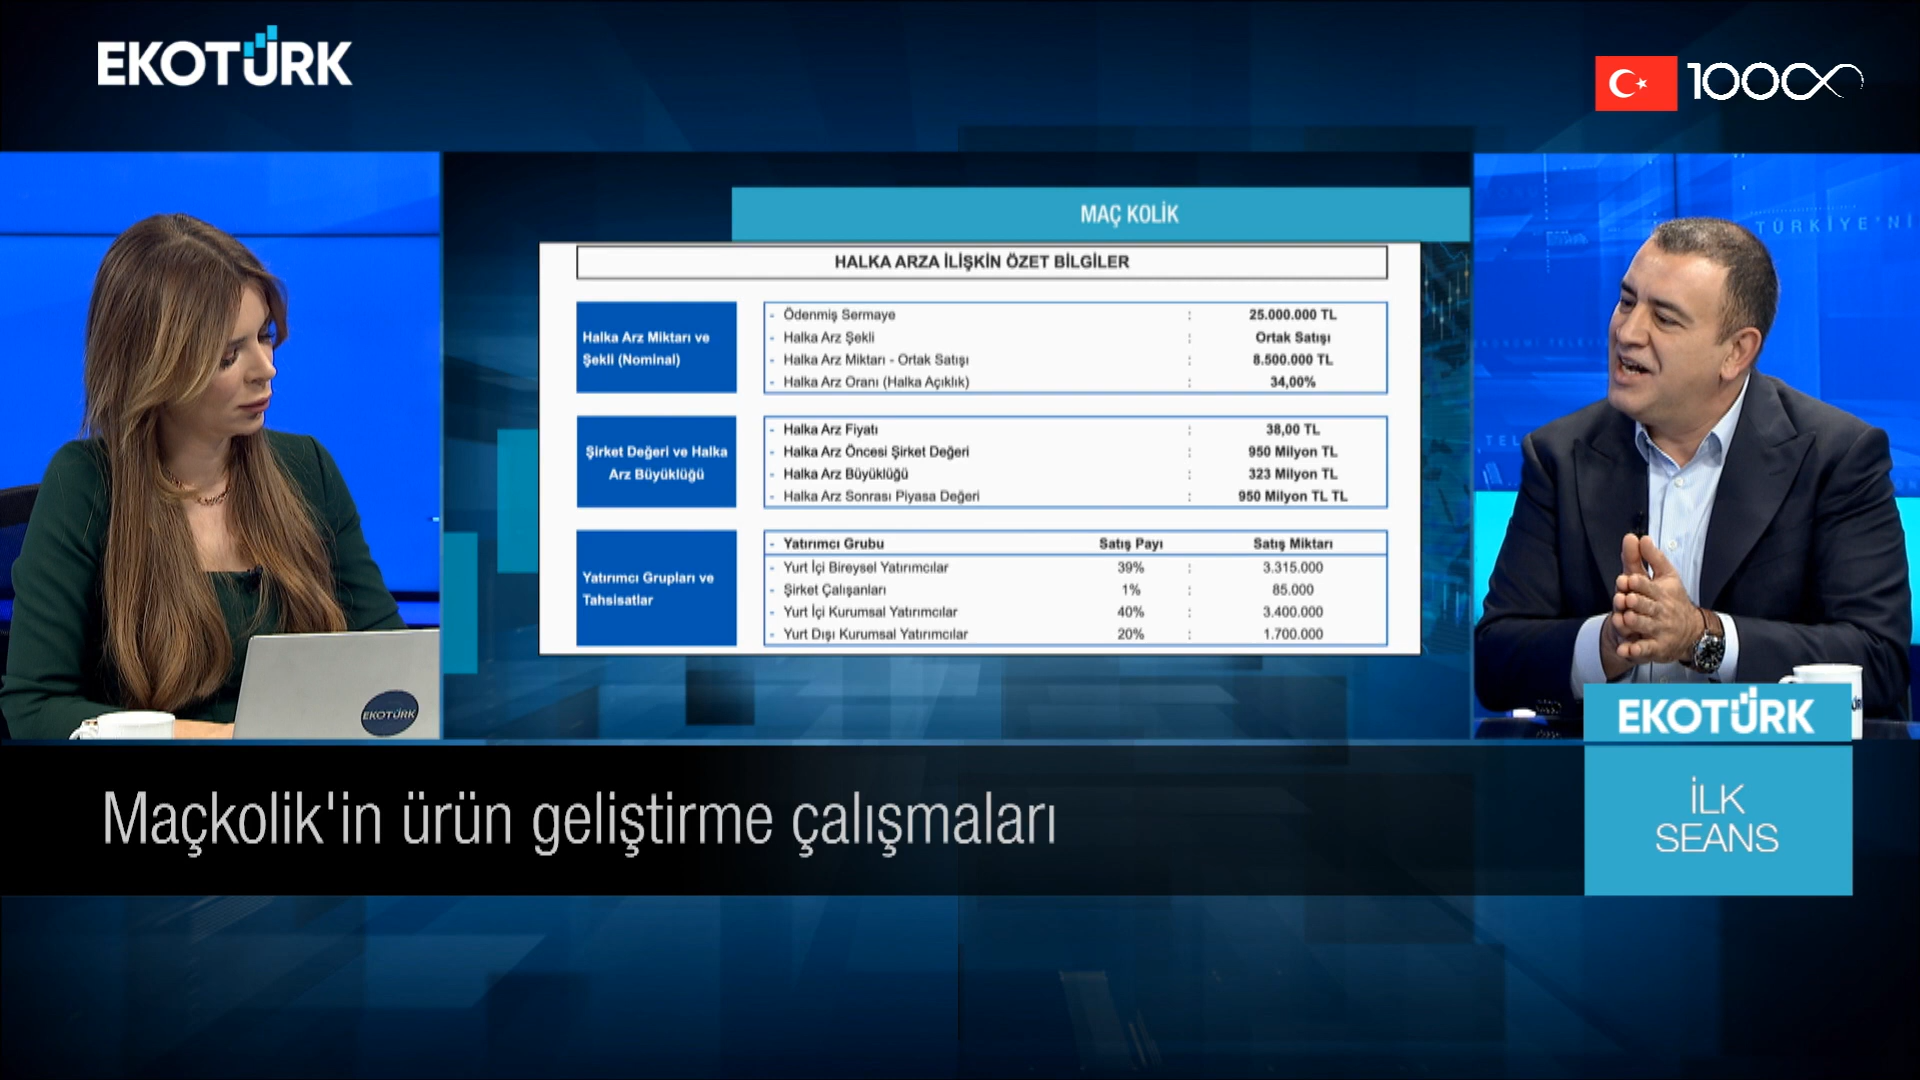 EKOTÜRK
100
TÜRKİYE'Nİ
MAÇ KOLİK
HALKA ARZA İLİŞKİN ÖZET BİLGİLER
Halka Arz Miktarı ve
Şekli (Nominal)
- Ödenmiş Sermaye : 25.000.000 TL
- Halka Arz Şekli : Ortak Satışı
- Halka Arz Miktarı - Ortak Satışı : 8.500.000 TL
- Halka Arz Oranı (Halka Açıklık) : 34,00%
Şirket Değeri ve Halka
Arz Büyüklüğü
- Halka Arz Fiyatı : 38,00 TL
- Halka Arz Öncesi Şirket Değeri : 950 Milyon TL
- Halka Arz Büyüklüğü : 323 Milyon TL
- Halka Arz Sonrası Piyasa Değeri : 950 Milyon TL TL
Yatırımcı Grupları ve
Tahsisatlar
- Yatırımcı Grubu Satış Payı Satış Miktarı
- Yurt İçi Bireysel Yatırımcılar 39% : 3.315.000
- Şirket Çalışanları 1% : 85.000
- Yurt İçi Kurumsal Yatırımcılar 40% : 3.400.000
- Yurt Dışı Kurumsal Yatırımcılar 20% : 1.700.000
EKOTÜRK
EKOTÜRK
Maçkolik'in ürün geliştirme çalışmaları
İLK
SEANS